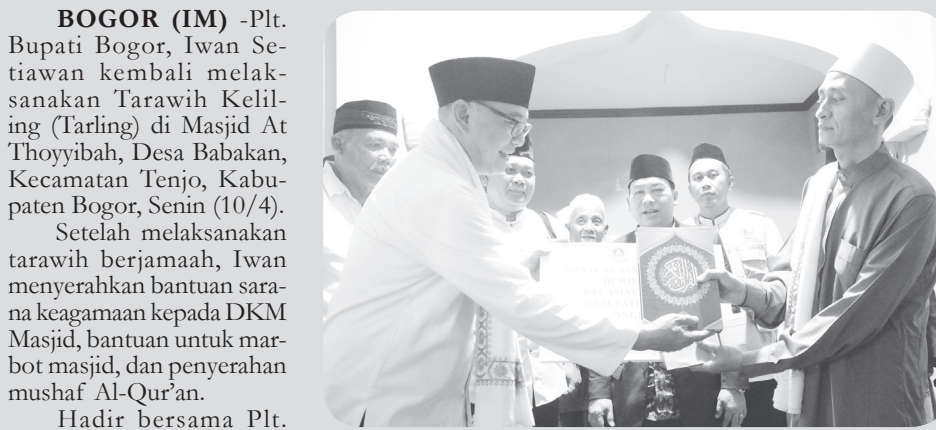 BOGOR (IM) -Plt.
Bupati Bogor, Iwan Se-
tiawan kembali melak-
sanakan Tarawih Kelil-
ing (Tarling) di Masjid At
Thoyyibah, Desa Babakan,
Kecamatan Tenjo, Kabu-
paten Bogor, Senin (10/4).
Setelah melaksanakan
tarawih berjamaah, Iwan
menyerahkan bantuan sara-
na keagamaan kepada DKM
Masjid, bantuan untuk mar-
bot masjid, dan penyerahan
mushaf Al-Qur’an.
Hadir bersama Plt.